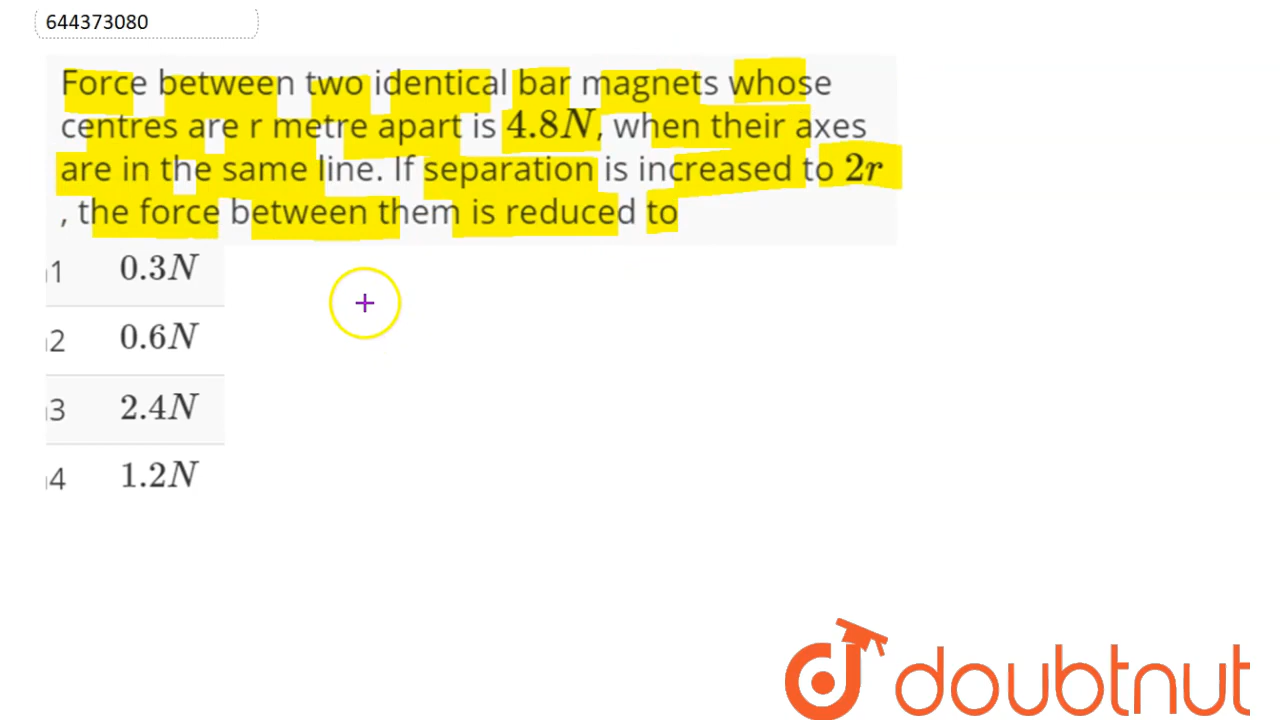 644373080
Force between two identical bar magnets whose
centres are r metre apart is 4.8N, when their axes
are in the same line. If separation is increased to 2r
, the force between them is reduced to
1 0.3N
2 0.6N
3 2.4N
4 1.2N
doubtnut